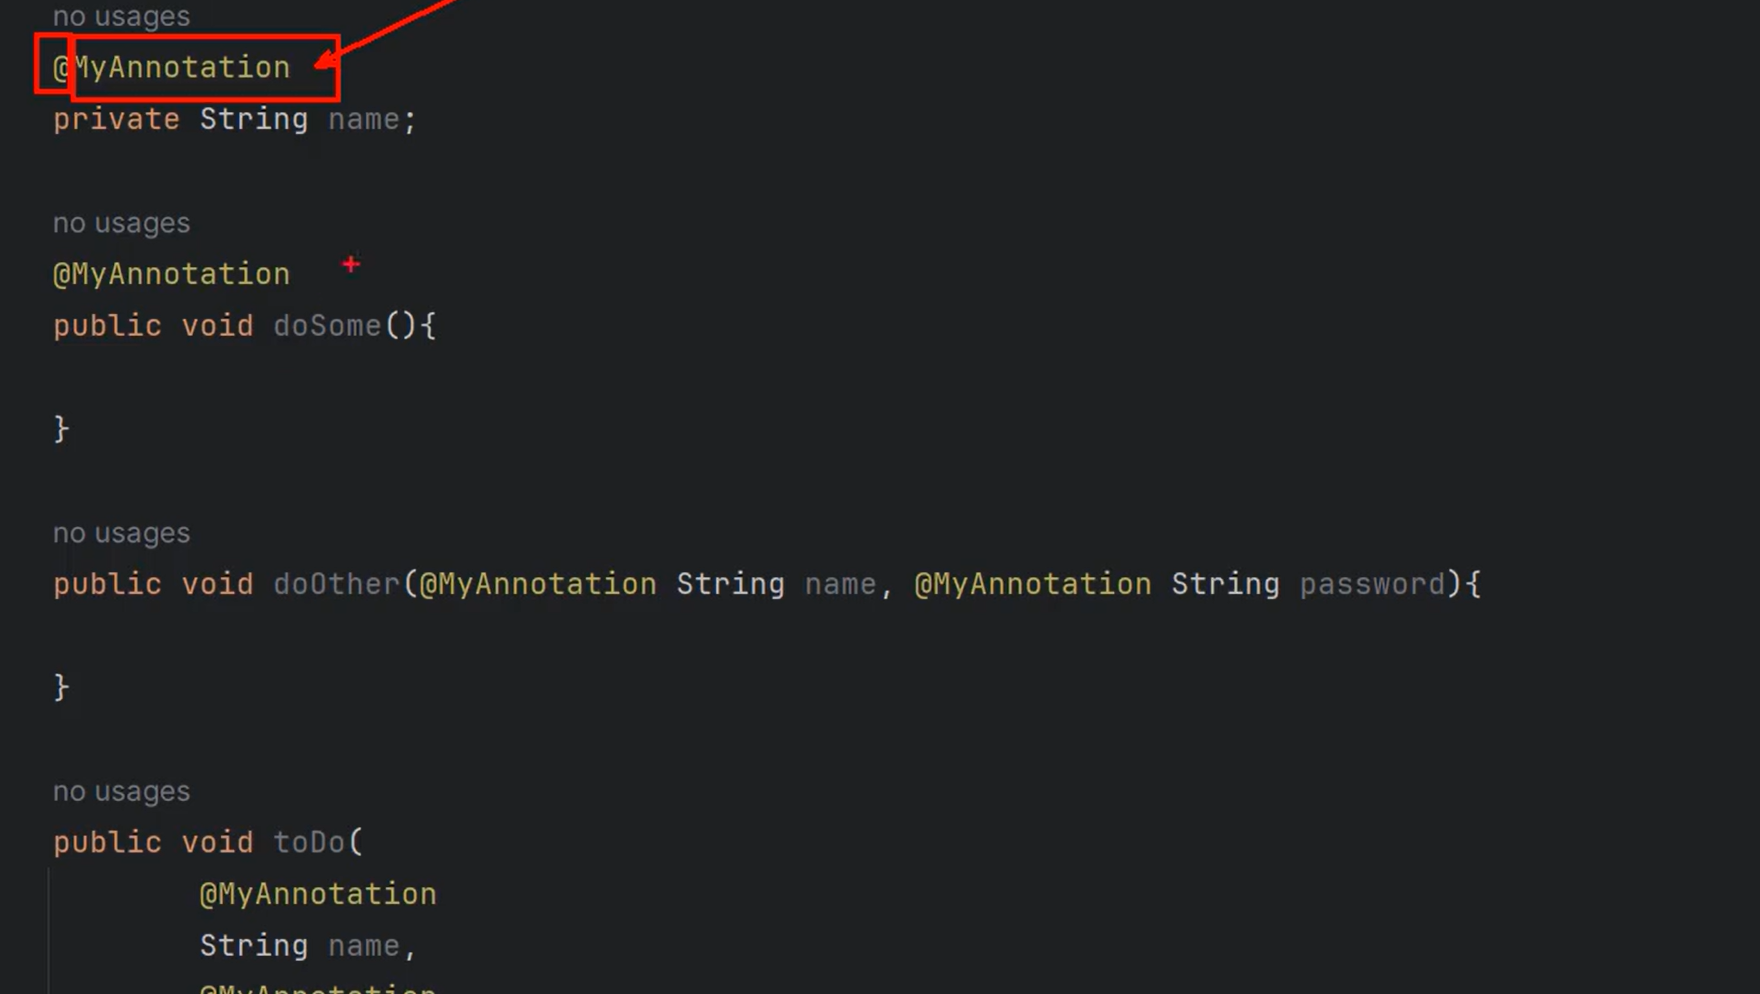 no usages
@MyAnnotation
private String name;
no usages
@MyAnnotation
public void doSome(){
}
no usages
public void doOther(@MyAnnotation String name, @MyAnnotation String password){
}
no usages
public void toDo(
@MyAnnotation
String name,
@MyAnnotation